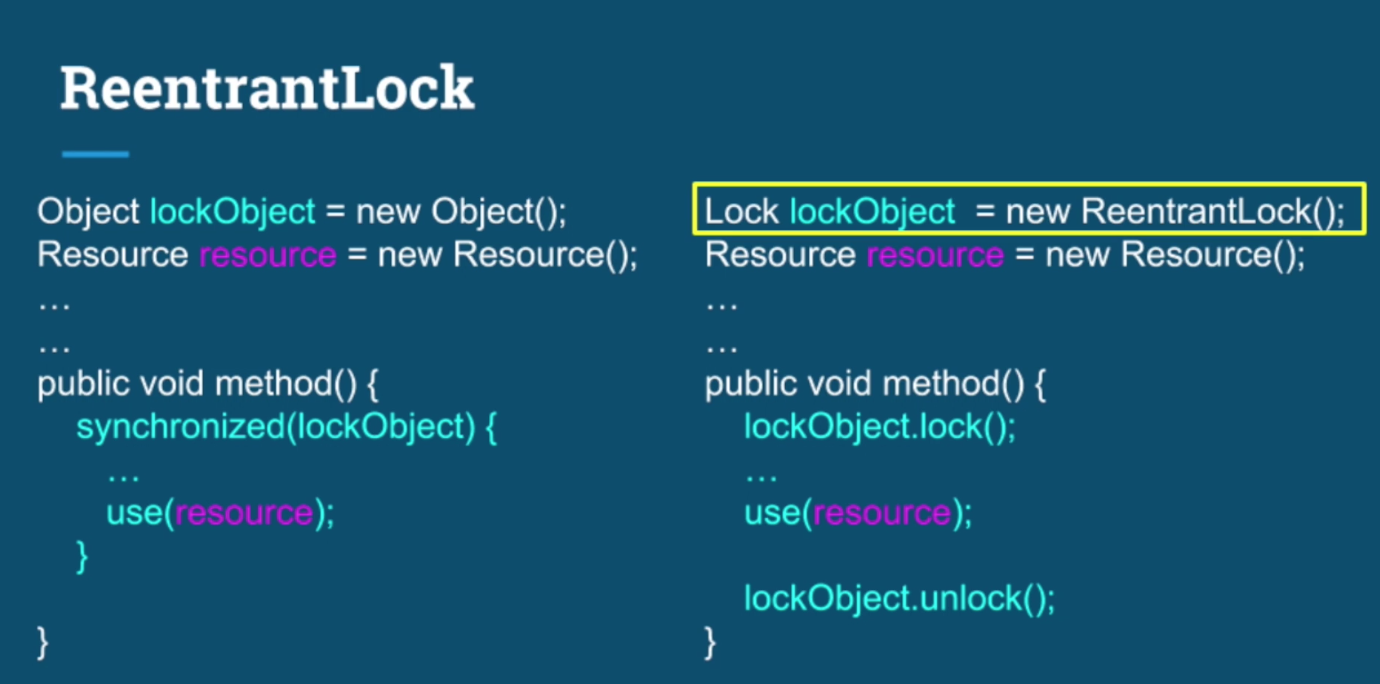 ReentrantLock
Object lockObject = new Object();
Resource resource = new Resource();
…
…
public void method() {
synchronized(lockObject) {
…
use(resource);
}
}
Lock lockObject = new ReentrantLock();
Resource resource = new Resource();
…
…
public void method() {
lockObject.lock();
…
use(resource);
lockObject.unlock();
}